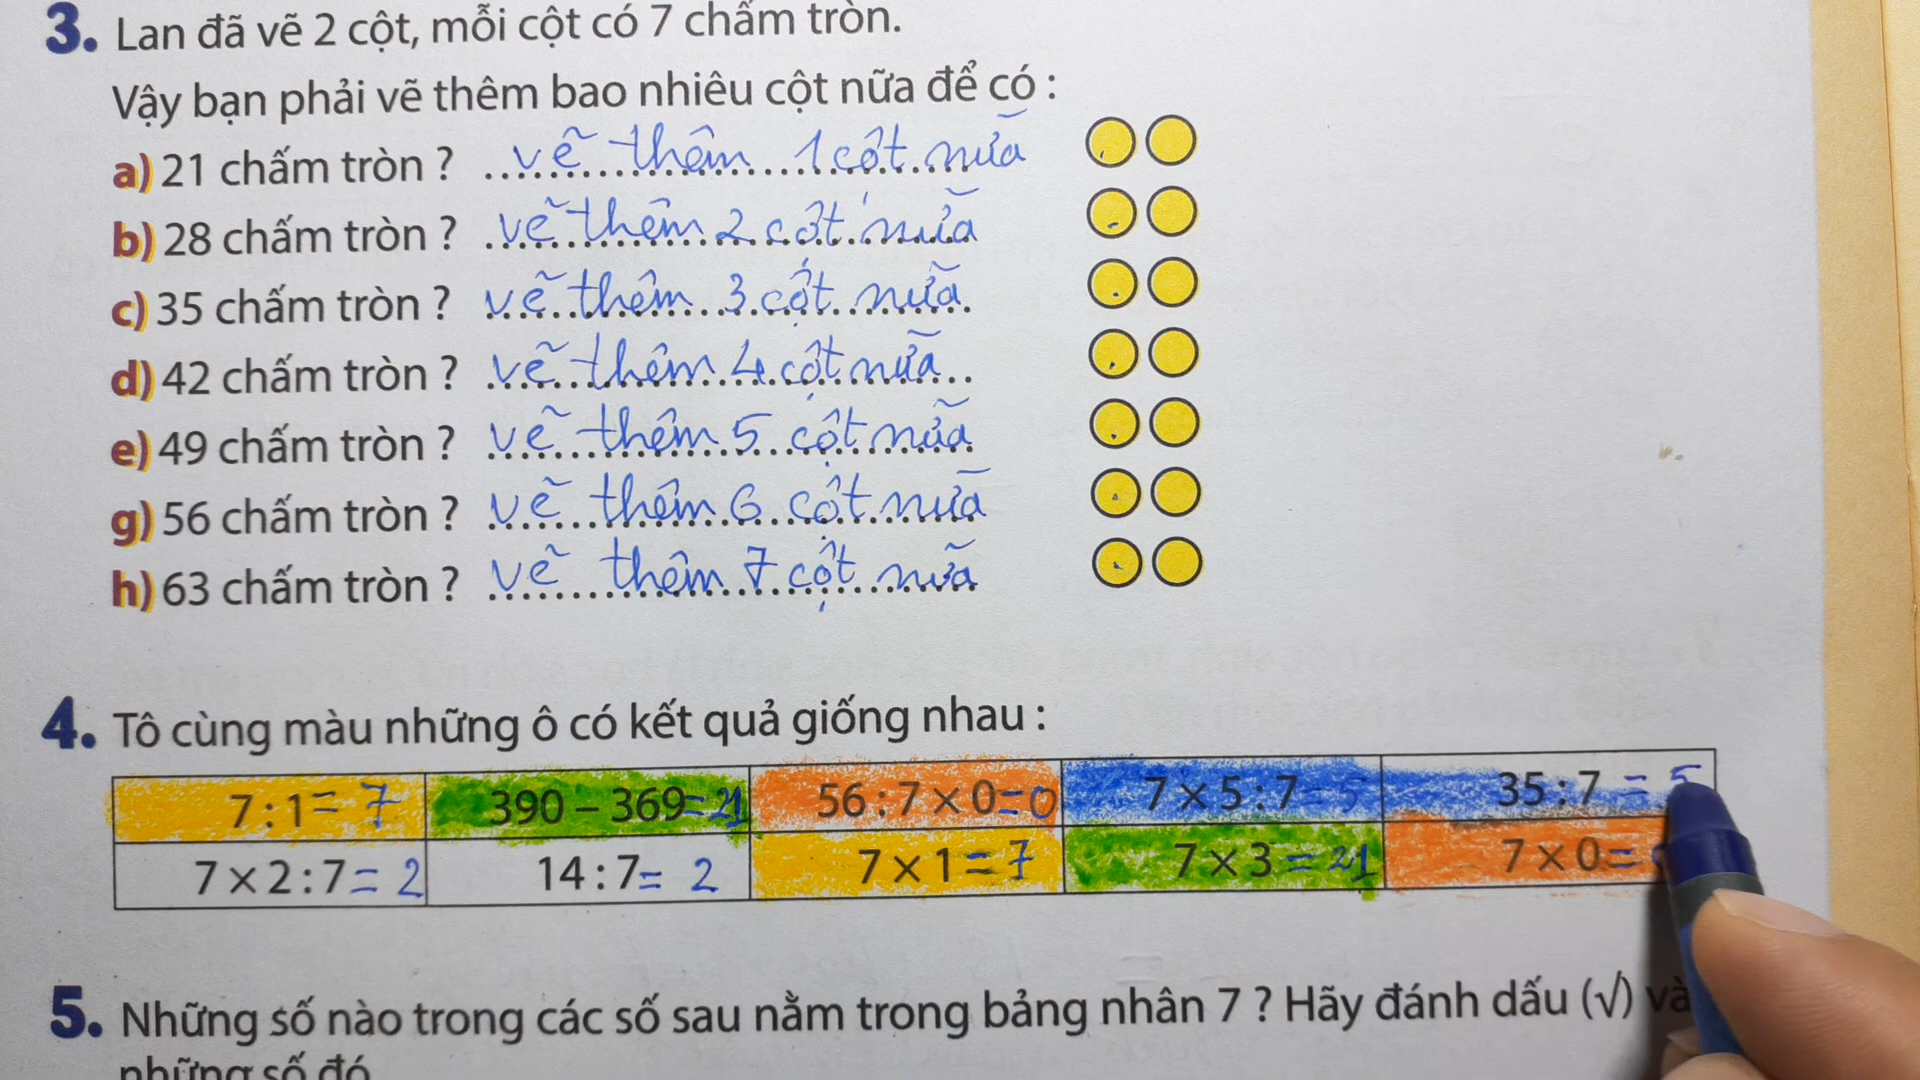 3. Lan đã vẽ 2 cột, mỗi cột có 7 chấm tròn.
Vậy bạn phải vẽ thêm bao nhiêu cột nữa để có :
a) 21 chấm tròn ? vẽ thêm 1 cột nữa
b) 28 chấm tròn ? vẽ thêm 2 cột nữa
c) 35 chấm tròn ? vẽ thêm 3 cột nữa
d) 42 chấm tròn ? vẽ thêm 4 cột nữa
e) 49 chấm tròn ? vẽ thêm 5 cột nữa
g) 56 chấm tròn ? vẽ thêm 6 cột nữa
h) 63 chấm tròn ? vẽ thêm 7 cột nữa
4. Tô cùng màu những ô có kết quả giống nhau :
7 : 1 = 7 390 – 369 = 21 56 : 7 × 0 = 0 7 × 5 : 7 = 5 35 : 7 = 5
7 × 2 : 7 = 2 14 : 7 = 2 7 × 1 = 7 7 × 3 = 21 7 × 0 =
5. Những số nào trong các số sau nằm trong bảng nhân 7 ? Hãy đánh dấu (√) và
những số đó